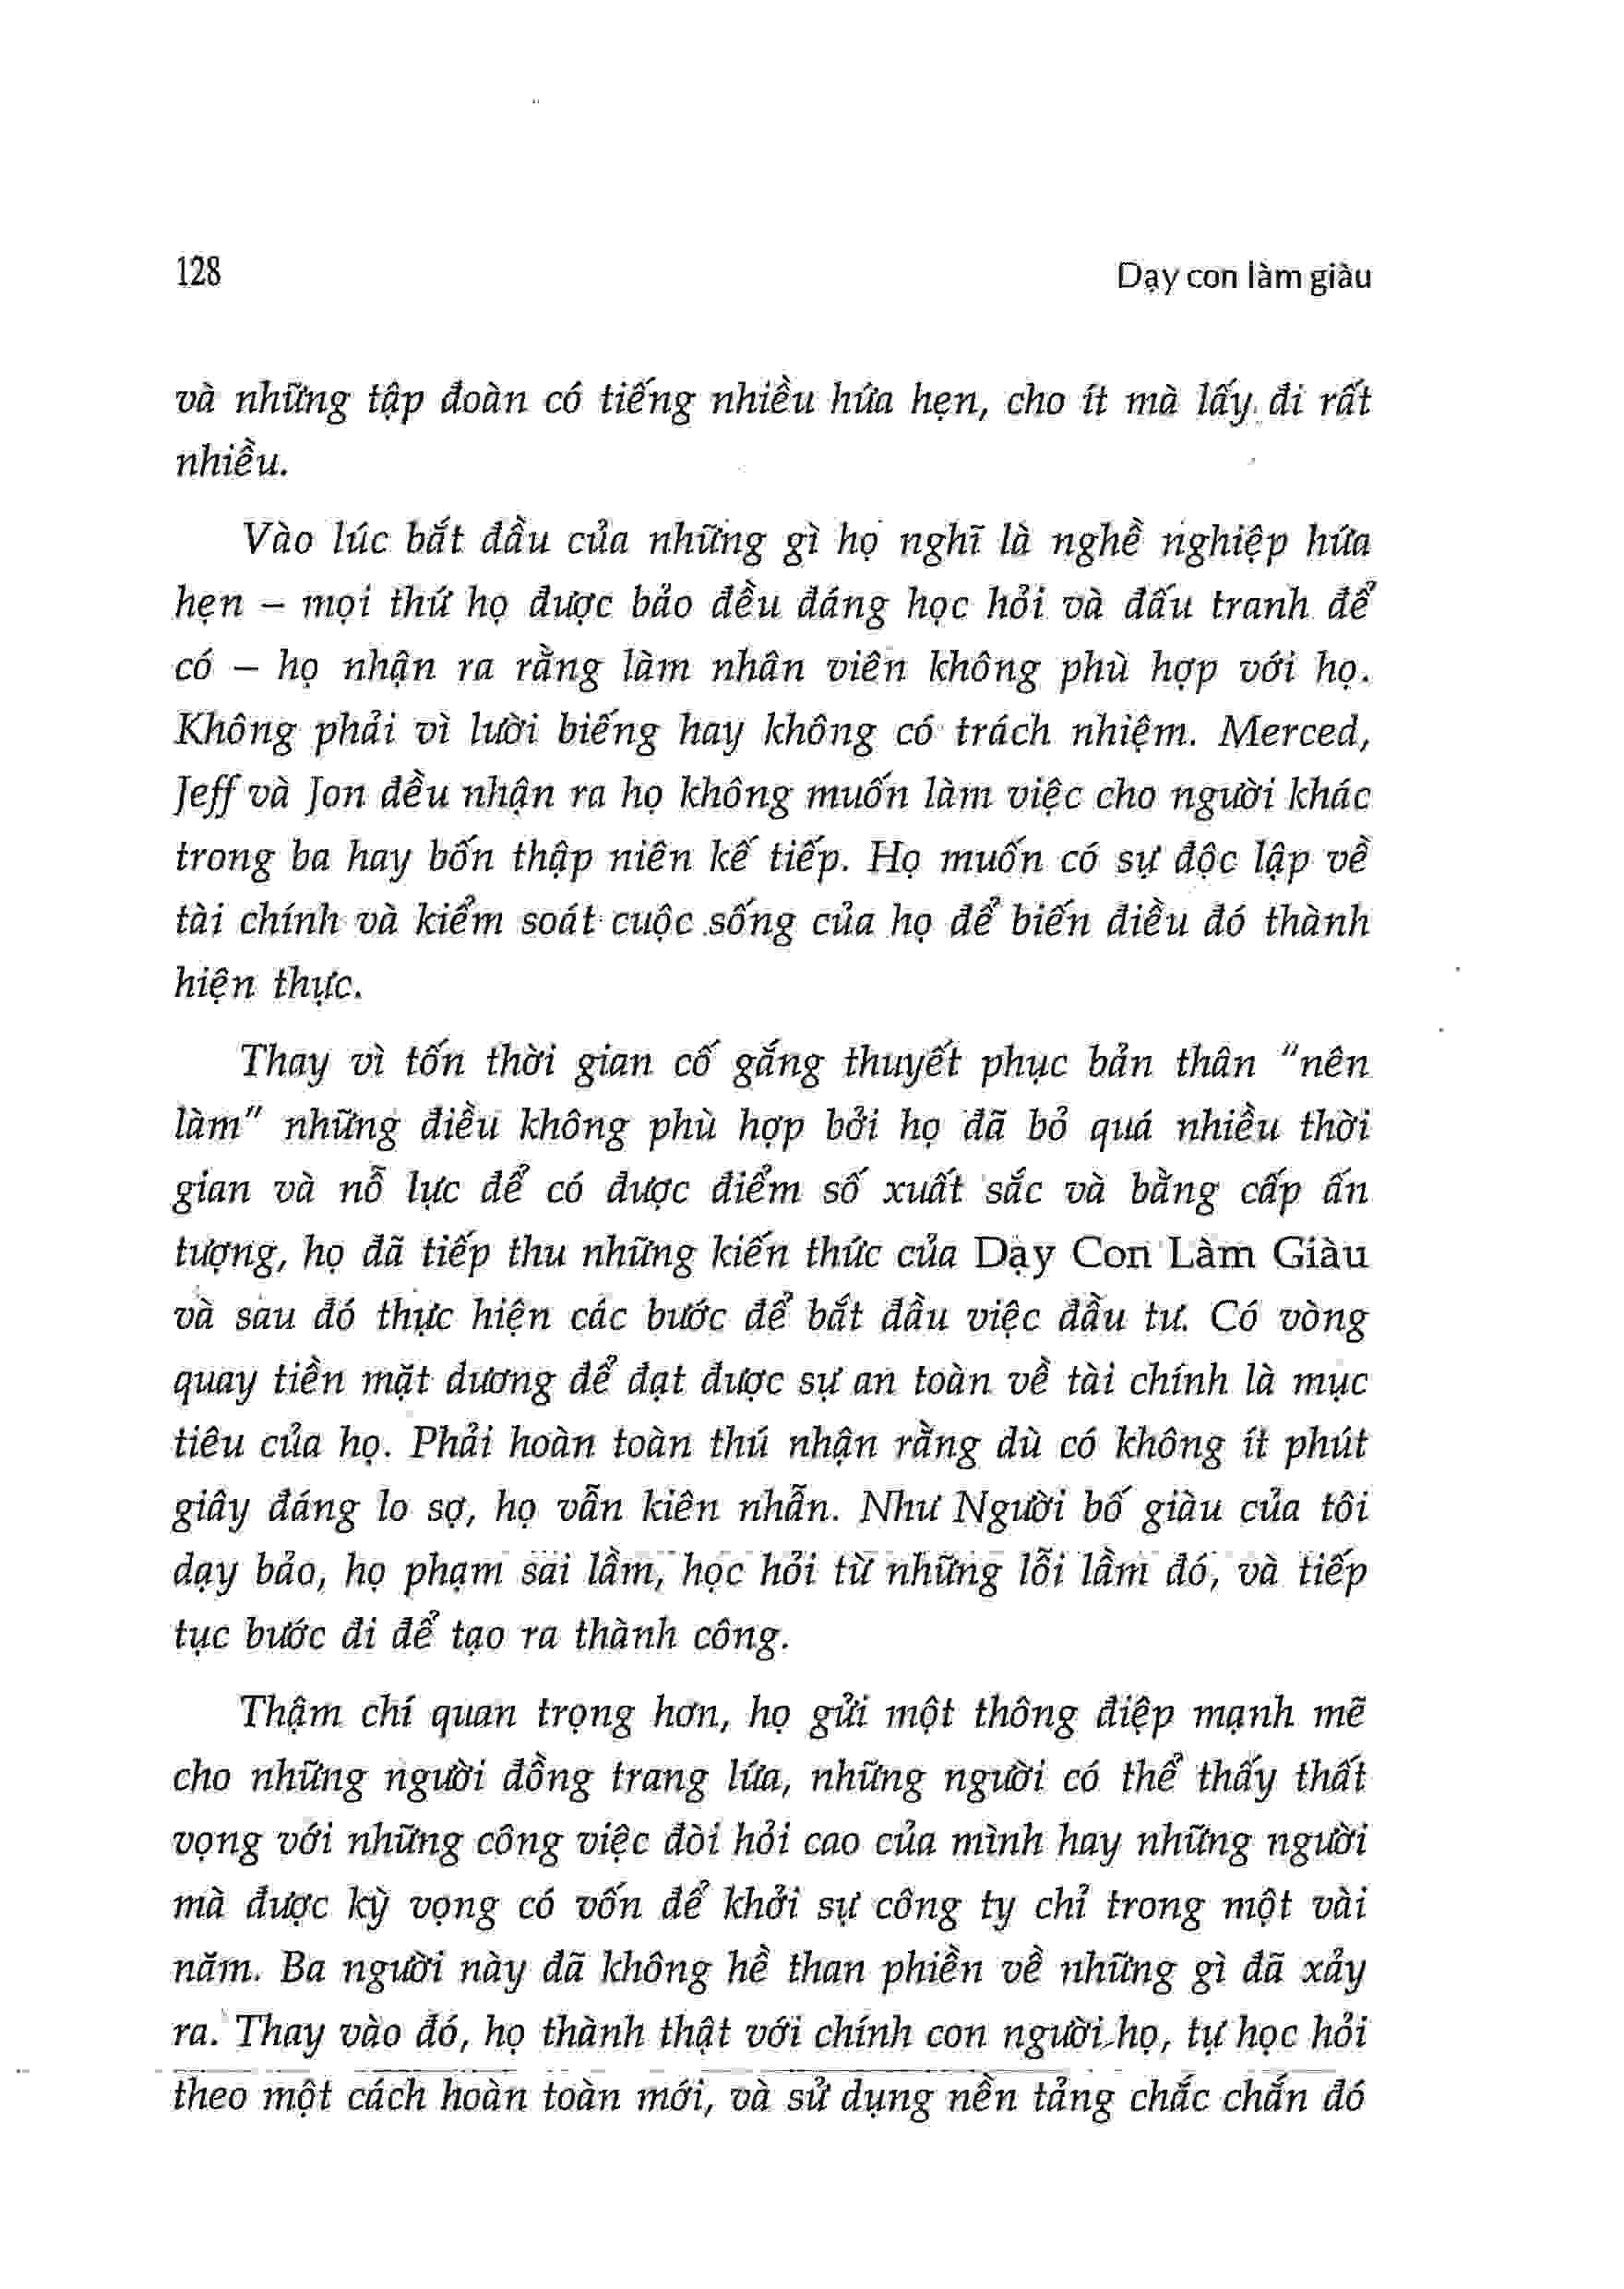 128
Dạy con làm giàu
và những tập đoàn có tiếng nhiều hứa hẹn, cho ít mà lấy đi rất
nhiều.
Vào lúc bắt đầu của những gì họ nghĩ là nghề nghiệp hứa
hẹn – mọi thứ họ được bảo đều đáng học hỏi và đấu tranh để
có – họ nhận ra rằng làm nhân viên không phù hợp với họ.
Không phải vì lười biếng hay không có trách nhiệm. Merced,
Jeff và Jon đều nhận ra họ không muốn làm việc cho người khác
trong ba hay bốn thập niên kế tiếp. Họ muốn có sự độc lập về
tài chính và kiểm soát cuộc sống của họ để biến điều đó thành
hiện thực.
Thay vì tốn thời gian cố gắng thuyết phục bản thân "nên
làm" những điều không phù hợp bởi họ đã bỏ quá nhiều thời
gian và nỗ lực để có được điểm số xuất sắc và bằng cấp ấn
tượng, họ đã tiếp thu những kiến thức của Dạy Con Làm Giàu
và sau đó thực hiện các bước để bắt đầu việc đầu tư. Có vòng
quay tiền mặt dương để đạt được sự an toàn về tài chính là mục
tiêu của họ. Phải hoàn toàn thú nhận rằng dù có không ít phút
giây đáng lo sợ, họ vẫn kiên nhẫn. Như Người bố giàu của tôi
dạy bảo, họ phạm sai lầm, học hỏi từ những lỗi lầm đó, và tiếp
tục bước đi để tạo ra thành công.
Thậm chí quan trọng hơn, họ gửi một thông điệp mạnh mẽ
cho những người đồng trang lứa, những người có thể thấy thất
vọng với những công việc đòi hỏi cao của mình hay những người
mà được kỳ vọng có vốn để khởi sự công ty chỉ trong một vài
năm. Ba người này đã không hề than phiền về những gì đã xảy
ra. Thay vào đó, họ thành thật với chính con người họ, tự học hỏi
theo một cách hoàn toàn mới, và sử dụng nền tảng chắc chắn đó